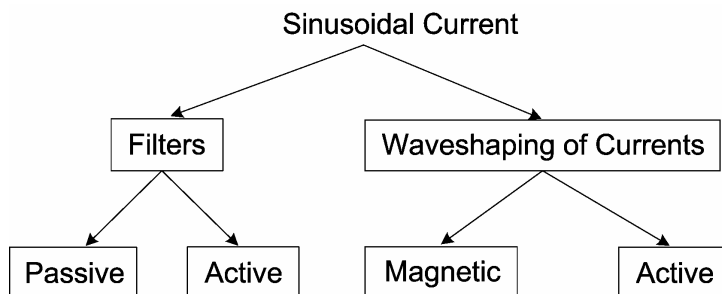 Sinusoidal Current
Filters
Waveshaping of Currents
Passive
Active
Magnetic
Active